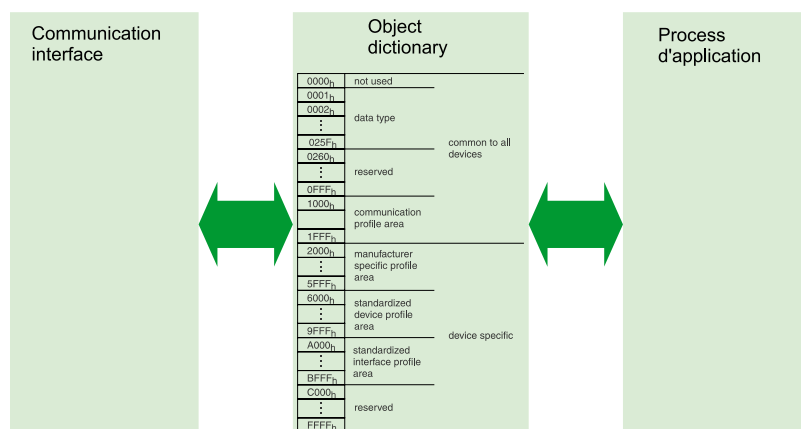 Communication
interface
Object
dictionary
Process
d'application
0000h not used
0001h
0002h
⋮
025Fh
data type
0260h
⋮
0FFFh
reserved
1000h
1FFFh
communication
profile area
common to all
devices
2000h
⋮
5FFFh
manufacturer
specific profile
area
6000h
⋮
9FFFh
standardized
device profile
area
A000h
⋮
BFFFh
standardized
interface profile
area
C000h
⋮
FFFFh
reserved
device specific